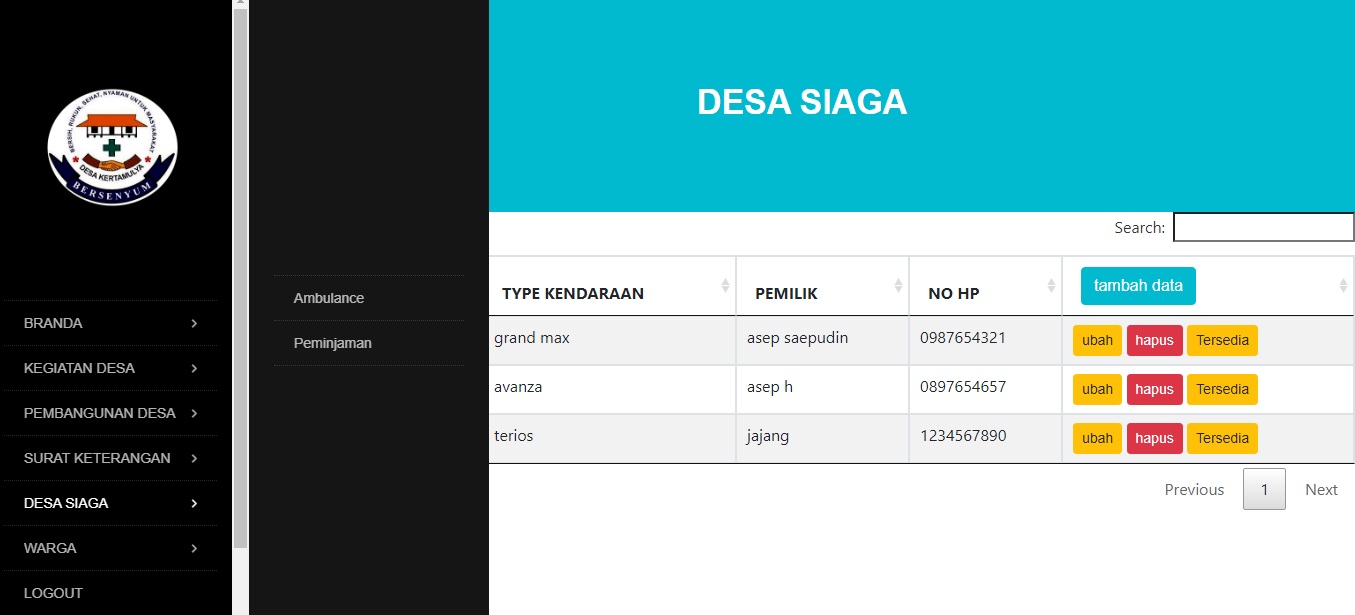 BERSIH, RUKUN, SEHAT, NYAMAN UNTUK MASYARAKAT
DESA KERTAMULYA
BERSENYUM
BRANDA
KEGIATAN DESA
PEMBANGUNAN DESA
SURAT KETERANGAN
DESA SIAGA
WARGA
LOGOUT
Ambulance
Peminjaman
DESA SIAGA
Search:
TYPE KENDARAAN PEMILIK NO HP tambah data
grand max asep saepudin 0987654321 ubah hapus Tersedia
avanza asep h 0897654657 ubah hapus Tersedia
terios jajang 1234567890 ubah hapus Tersedia
Previous 1 Next